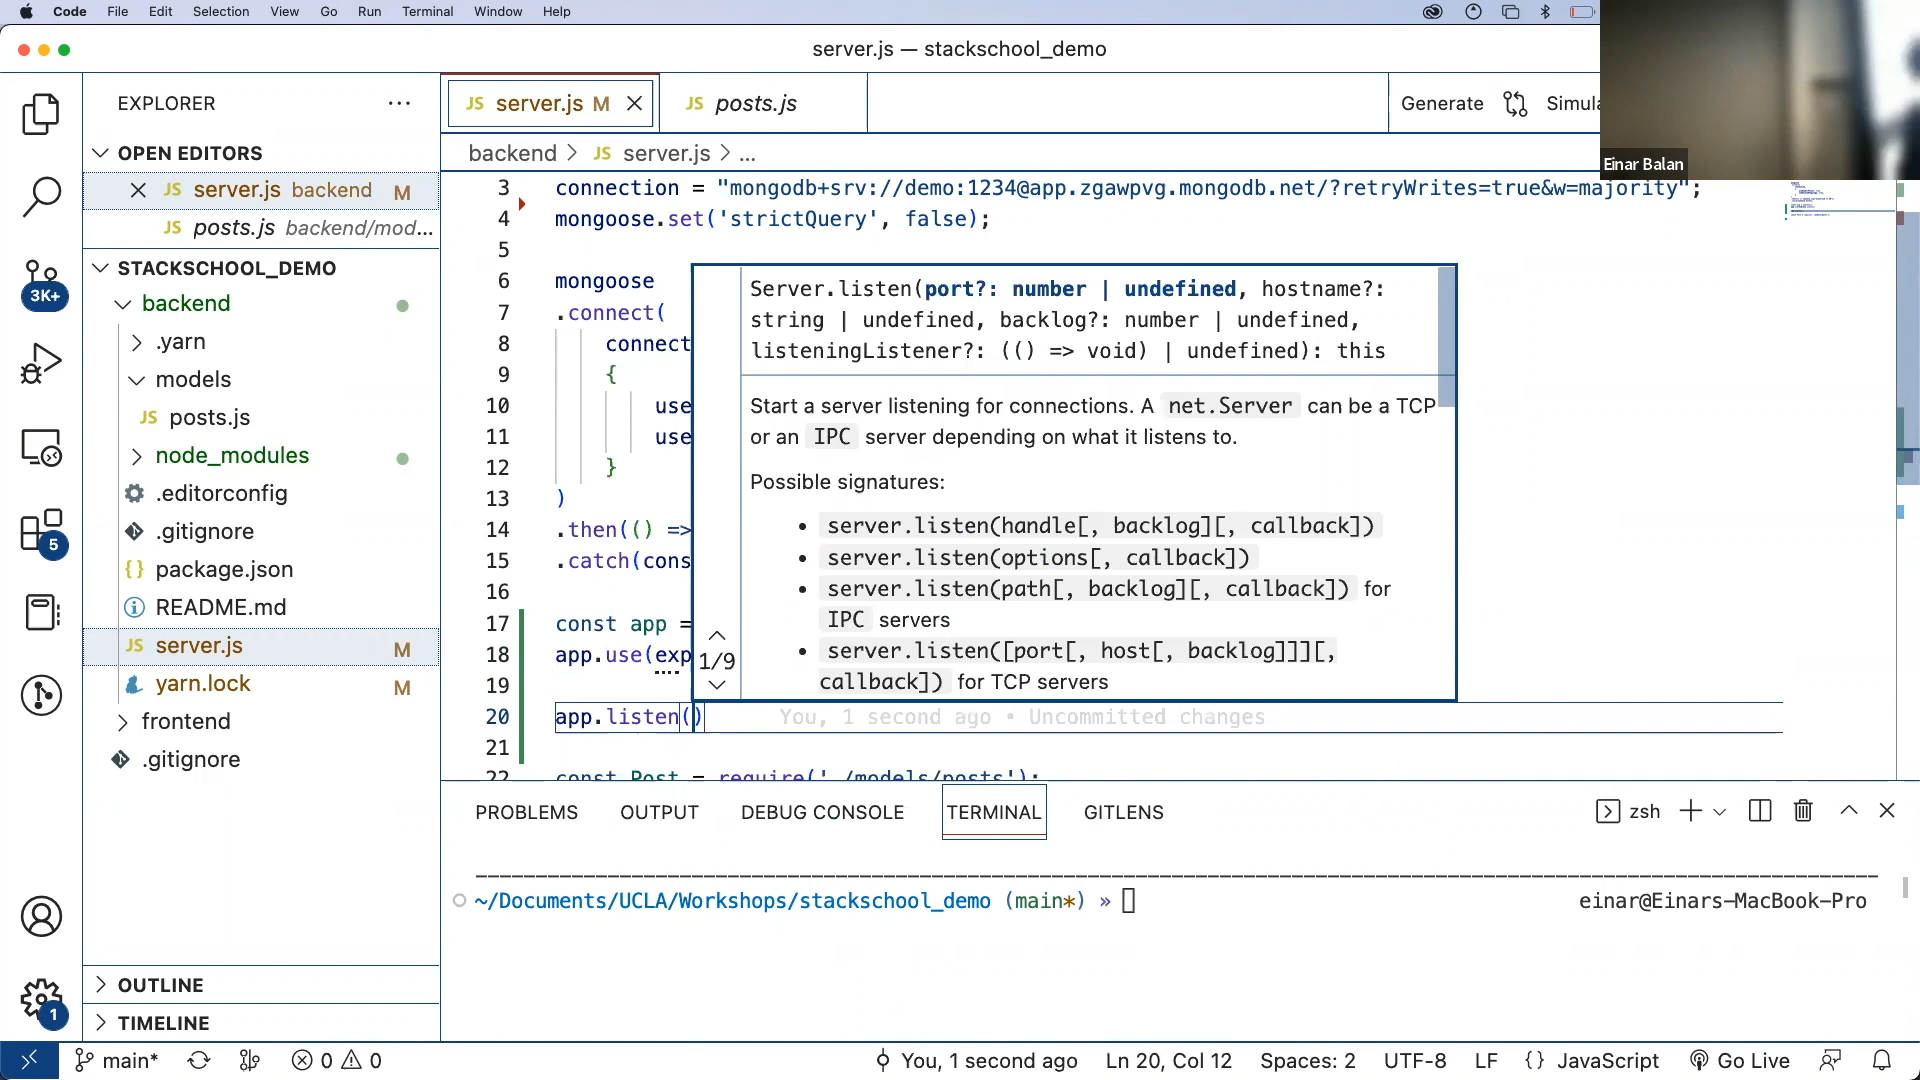 Code File Edit Selection View Go Run Terminal Window Help
server.js — stackschool_demo
Einar Balan
EXPLORER
OPEN EDITORS
server.js backend M
posts.js backend/mod...
STACKSCHOOL_DEMO
backend
.yarn
models
JS posts.js
node_modules
.editorconfig
.gitignore
package.json
README.md
JS server.js M
yarn.lock M
frontend
.gitignore
OUTLINE
TIMELINE
3K+
5
1
JS server.js M
JS posts.js
Generate
backend > JS server.js > ...
3 connection = "mongodb+srv://demo:1234@app.zgawpvg.mongodb.net/?retryWrites=true&w=majority";
4 mongoose.set('strictQuery', false);
5
6 mongoose
7 .connect(
8 connect
9 {
10 use
11 use
12 }
13 )
14 .then(() =>
15 .catch(cons
16
17 const app =
18 app.use(exp
19
20 app.listen() You, 1 second ago • Uncommitted changes
21
22 const Post = require('./models/posts');
Server.listen(port?: number | undefined, hostname?:
string | undefined, backlog?: number | undefined,
listeningListener?: (() => void) | undefined): this
Start a server listening for connections. A net.Server can be a TCP
or an IPC server depending on what it listens to.
Possible signatures:
• server.listen(handle[, backlog][, callback])
• server.listen(options[, callback])
• server.listen(path[, backlog][, callback]) for
IPC servers
• server.listen([port[, host[, backlog]]][,
callback]) for TCP servers
1/9
PROBLEMS OUTPUT DEBUG CONSOLE TERMINAL GITLENS
zsh
~/Documents/UCLA/Workshops/stackschool_demo (main*) » einar@Einars-MacBook-Pro
main* 0 0 You, 1 second ago Ln 20, Col 12 Spaces: 2 UTF-8 LF {} JavaScript Go Live